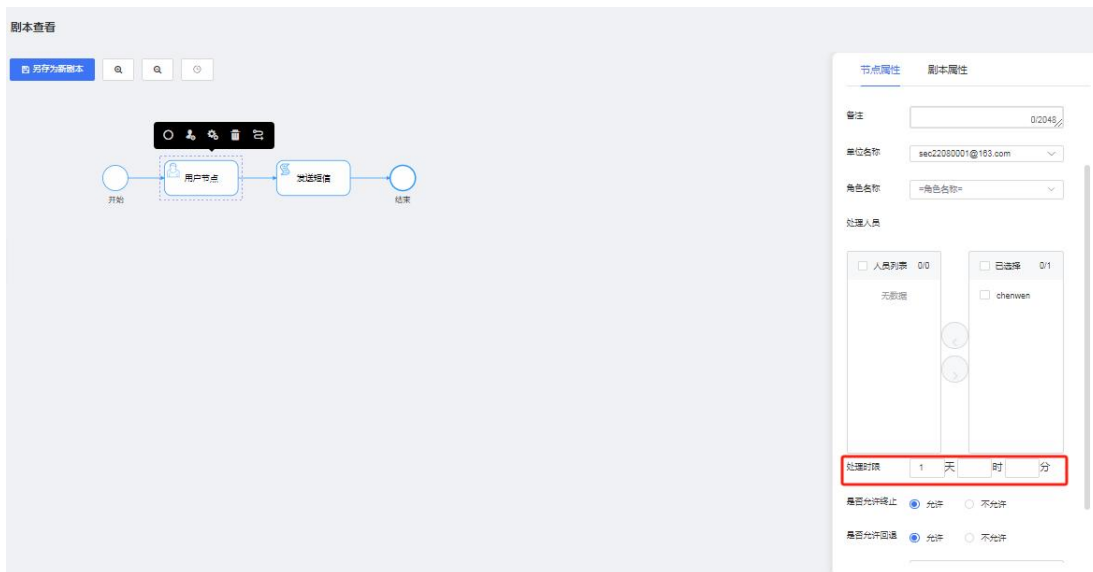 剧本查看
另存为新剧本
节点属性 剧本属性
备注 0/2048
单位名称 sec22080001@163.com
角色名称 =角色名称=
处理人员
人员列表 0/0 已选择 0/1
无数据 chenwen
用户节点 发送短信
开始 结束
处理时限 1 天 时 分
是否允许终止 允许 不允许
是否允许回退 允许 不允许